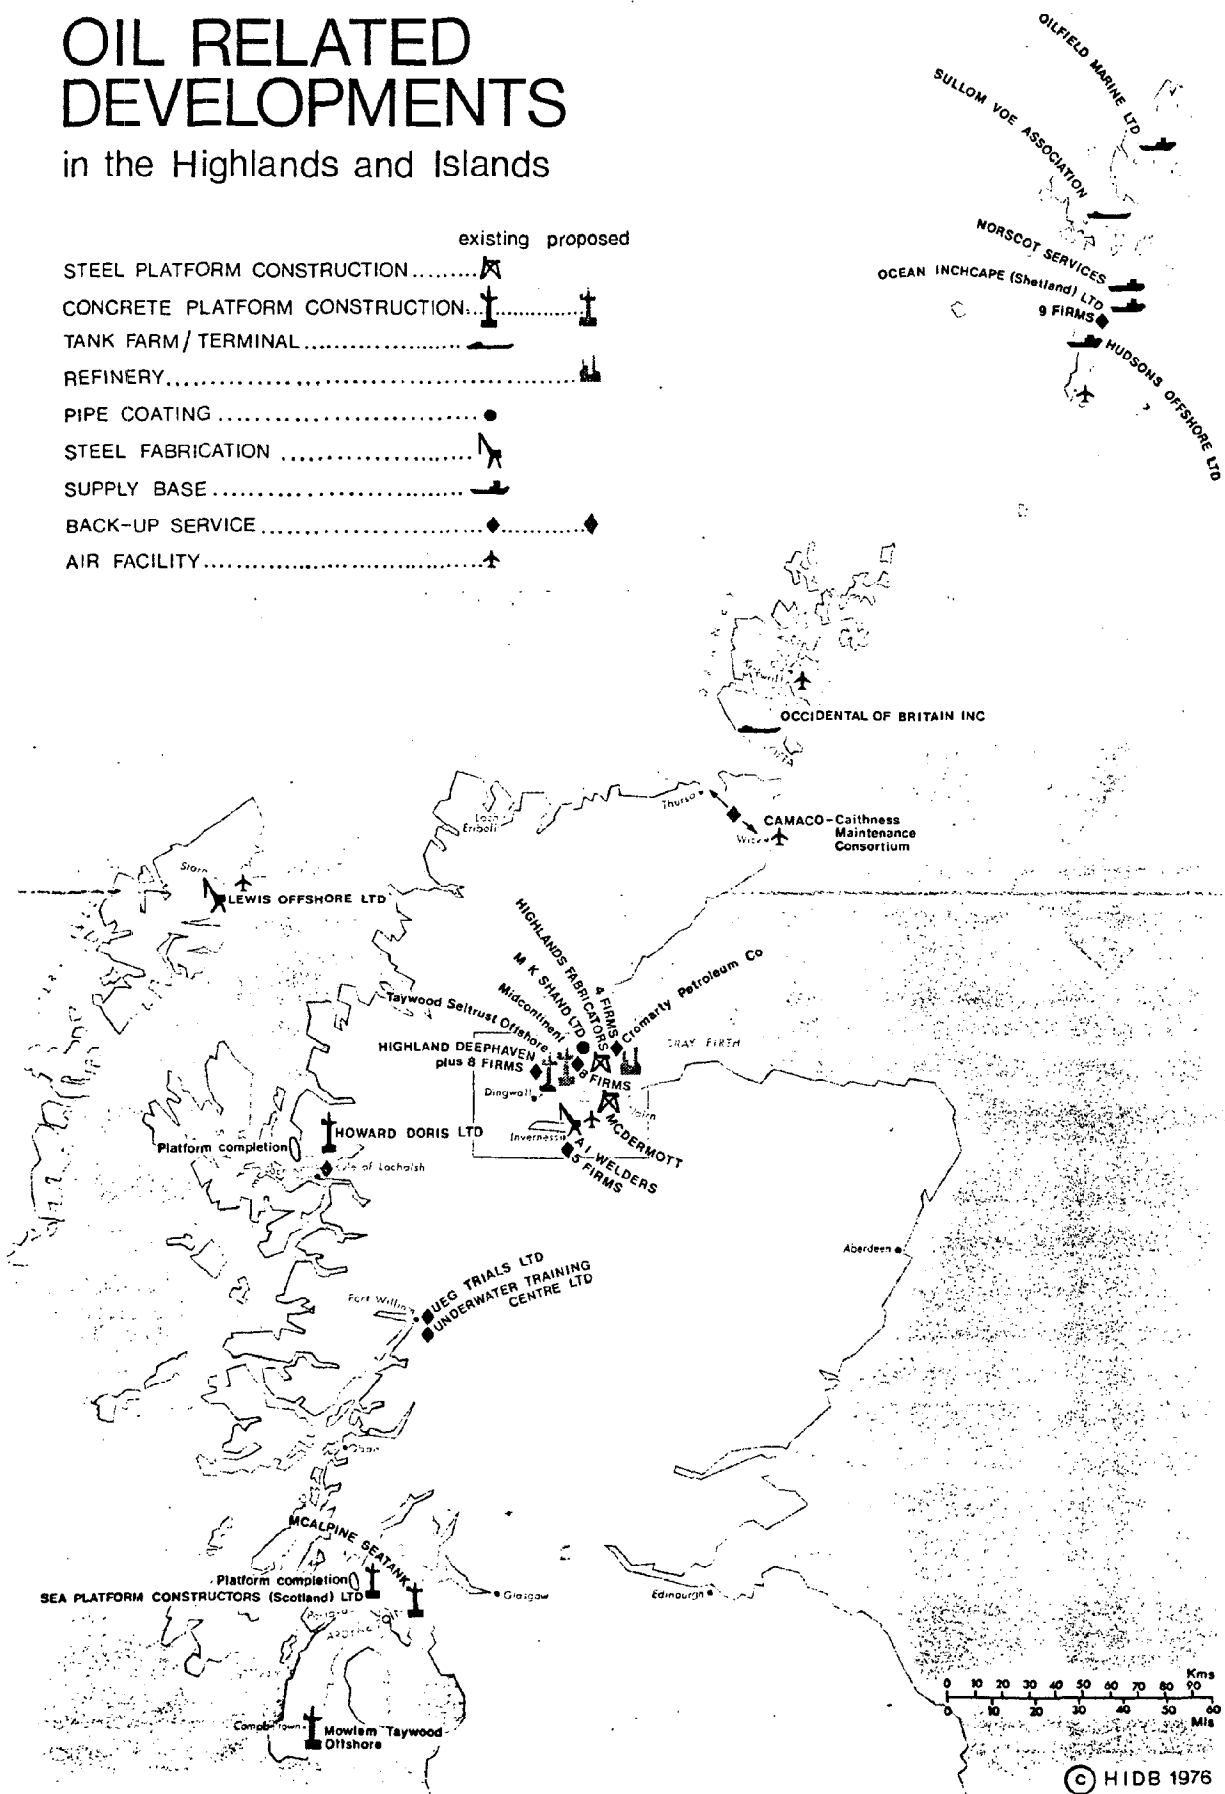 OIL RELATED
DEVELOPMENTS
in the Highlands and Islands
existing proposed
STEEL PLATFORM CONSTRUCTION
CONCRETE PLATFORM CONSTRUCTION
TANK FARM/TERMINAL
REFINERY
PIPE COATING
STEEL FABRICATION
SUPPLY BASE
BACK-UP SERVICE
AIR FACILITY
OILFIELD MARINE LTD
SULLOM VOE ASSOCIATION
NORSCOT SERVICES
OCEAN INCHCAPE (Shetland) LTD
9 FIRMS
HUDSONS OFFSHORE LTD
OCCIDENTAL OF BRITAIN INC
Thurso
Loch
Eriboll
Wick
CAMACO-Caithness
Maintenance
Consortium
LEWIS OFFSHORE LTD
HIGHLANDS FABRICATORS
4 FIRMS
M K SHAND LTD
Cromarty Petroleum Co
Midcontinent
Taywood Seltrust Offshore
HIGHLAND DEEPHAVEN
plus 8 FIRMS
8 FIRMS
Dingwall
Inverness
MCDERMOTT
A I WELDERS
5 FIRMS
HOWARD DORIS LTD
Platform completion
Kyle of Lochalsh
Aberdeen
UEG TRIALS LTD
UNDERWATER TRAINING
CENTRE LTD
Fort William
Oban
MCALPINE SEATANK
Platform completion
SEA PLATFORM CONSTRUCTORS (Scotland) LTD
Glasgow
Edinburgh
Mowlem Taywood
Offshore
Kms
0 10 20 30 40 50 60 70 80 90
0 10 20 30 40 50 60
Mls
© HIDB 1976